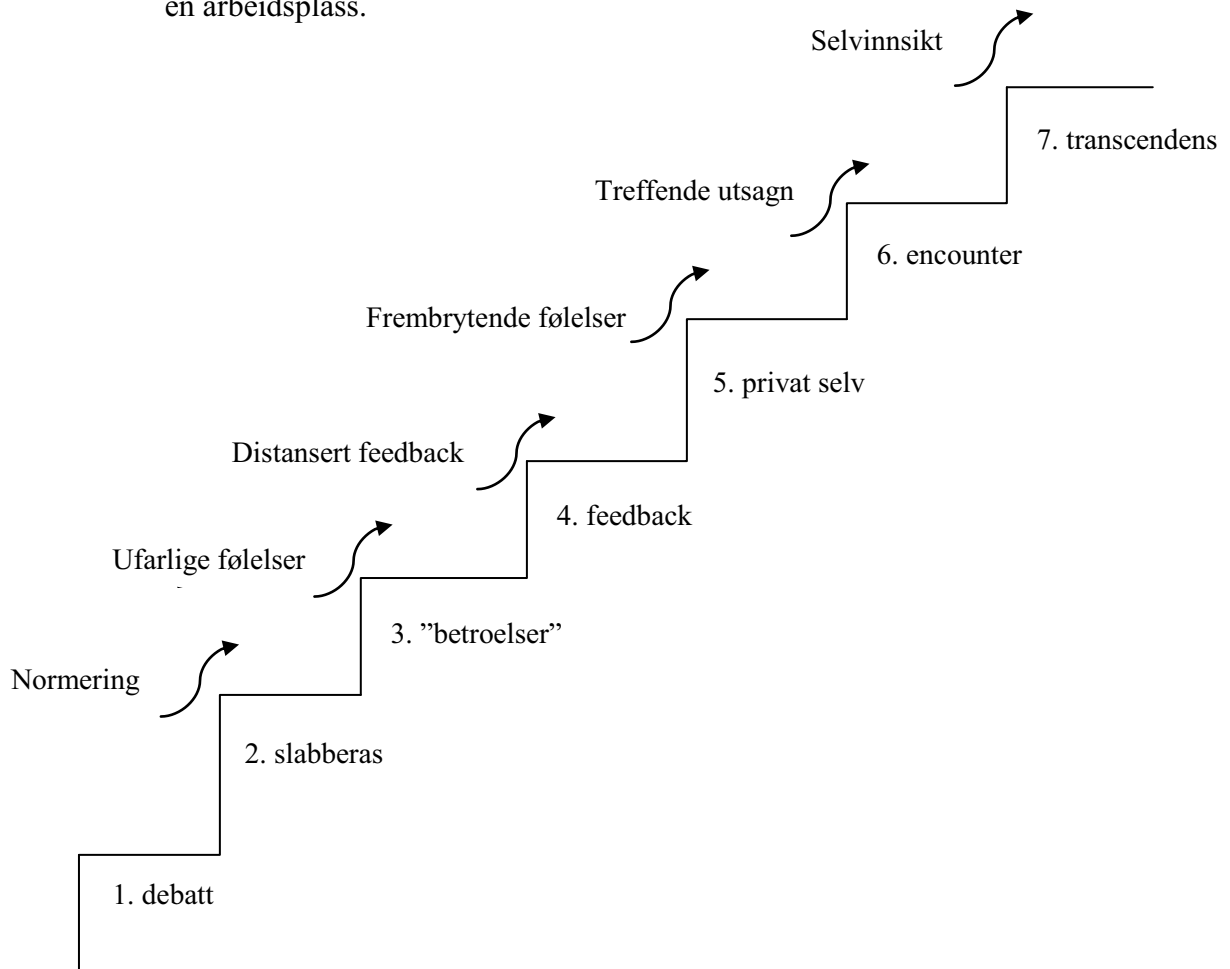 en arbeidsplass.
Selvinnsikt
7. transcendens
Treffende utsagn
6. encounter
Frembrytende følelser
5. privat selv
Distansert feedback
4. feedback
Ufarlige følelser
3. ”betroelser”
Normering
2. slabberas
1. debatt